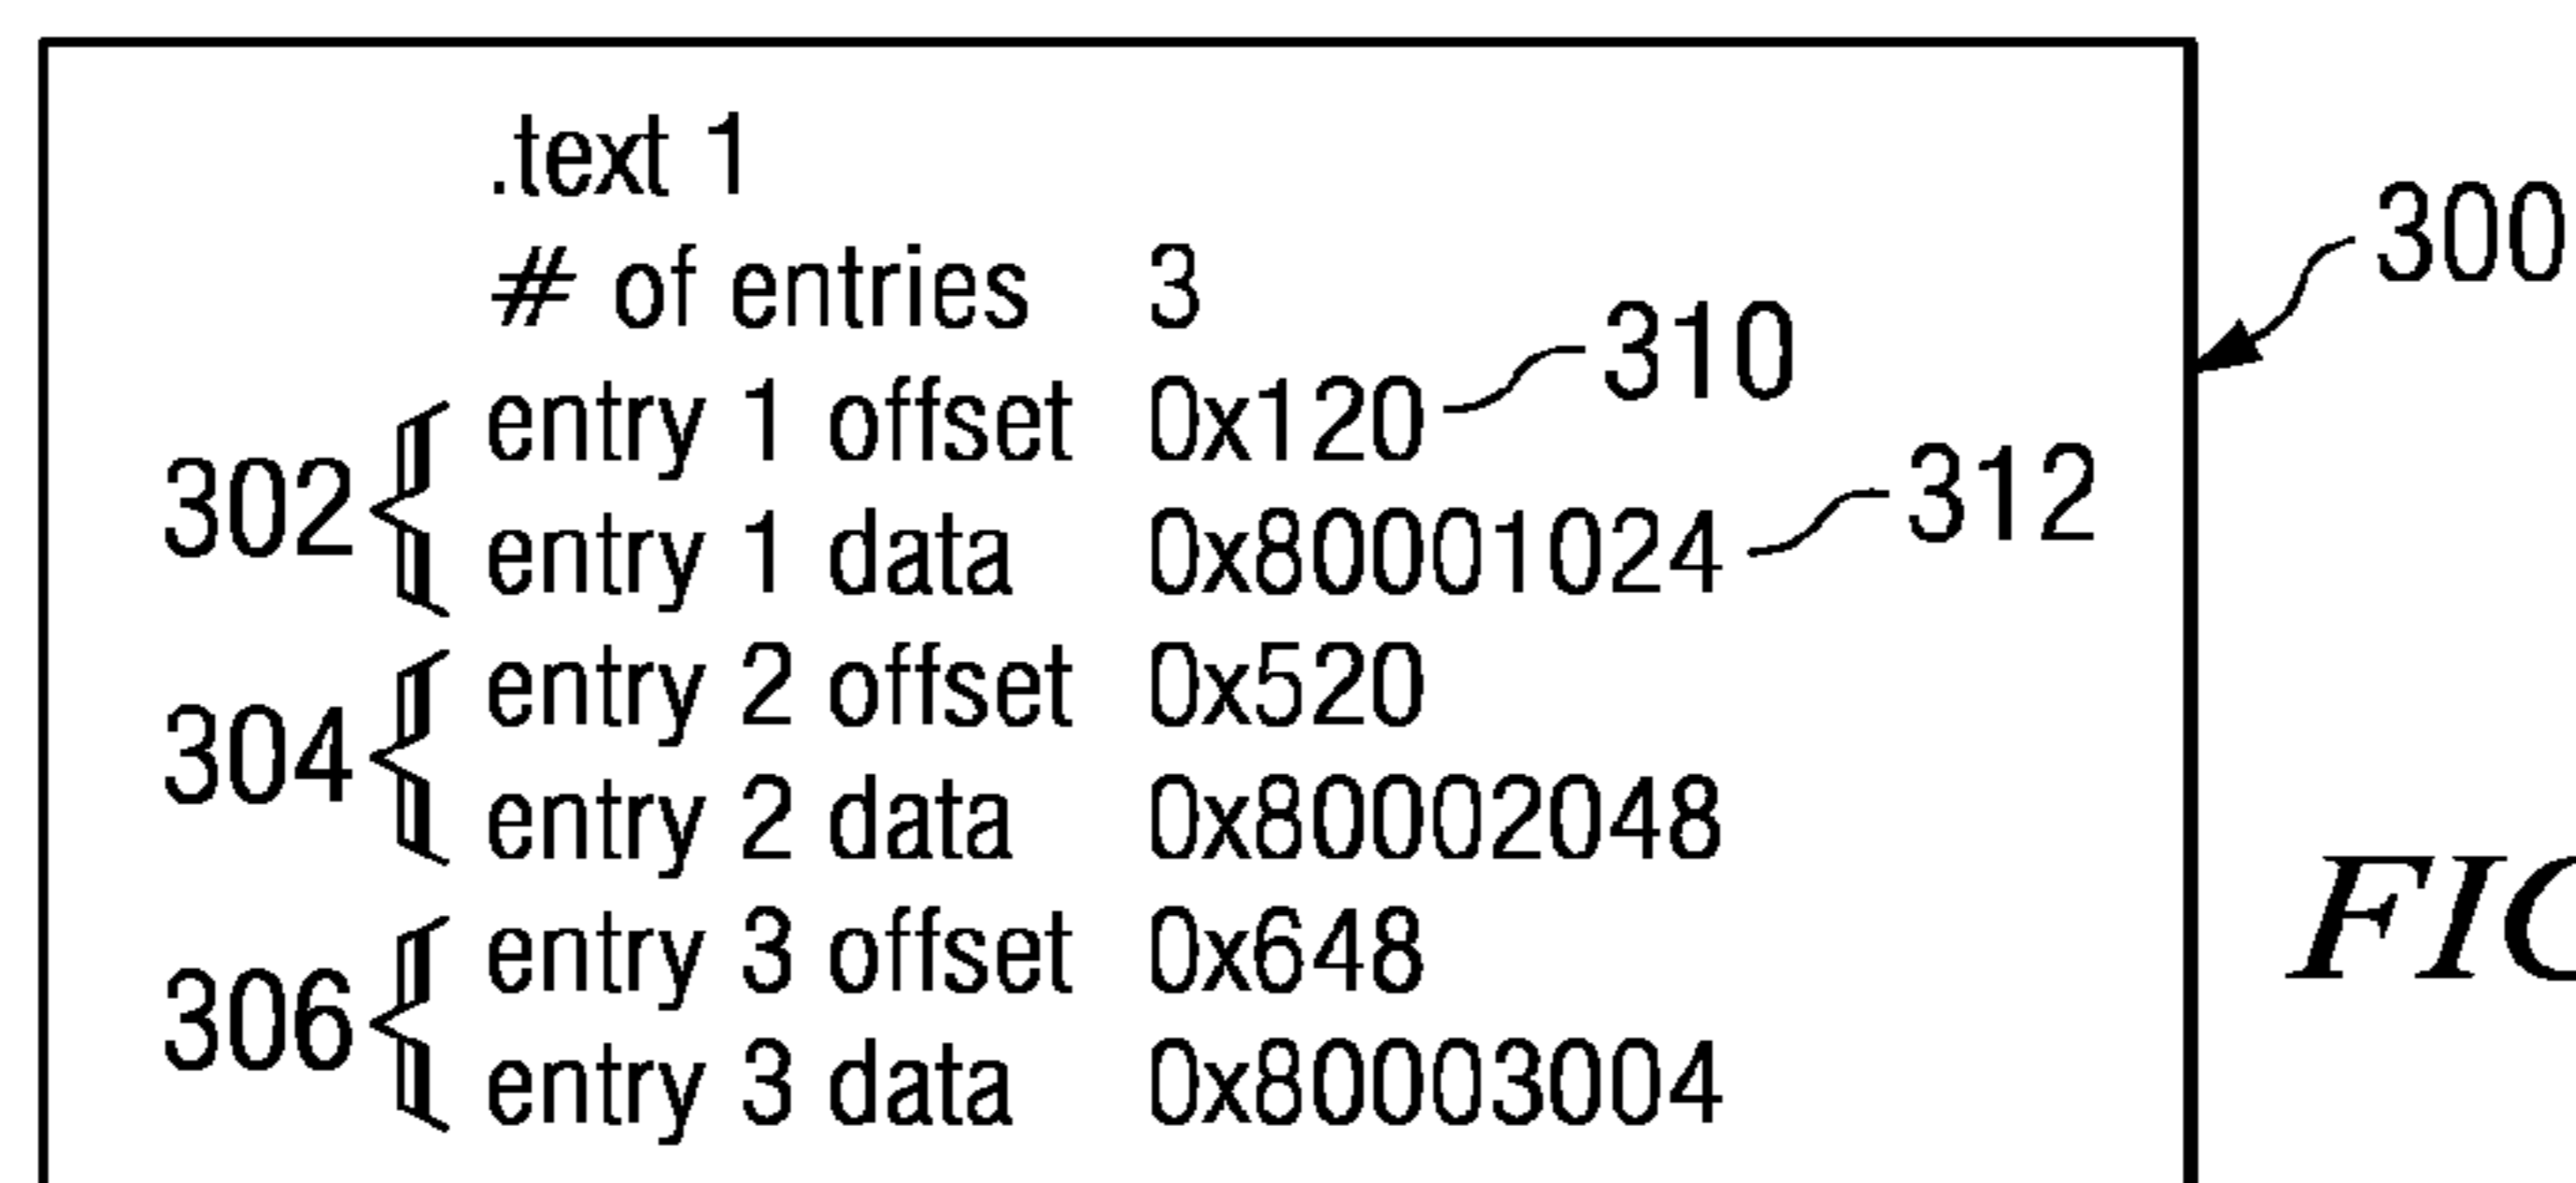 .text 1
# of entries 3
300
310
entry 1 offset 0x120
302
312
entry 1 data 0x80001024
entry 2 offset 0x520
304
entry 2 data 0x80002048
entry 3 offset 0x648
306
entry 3 data 0x80003004